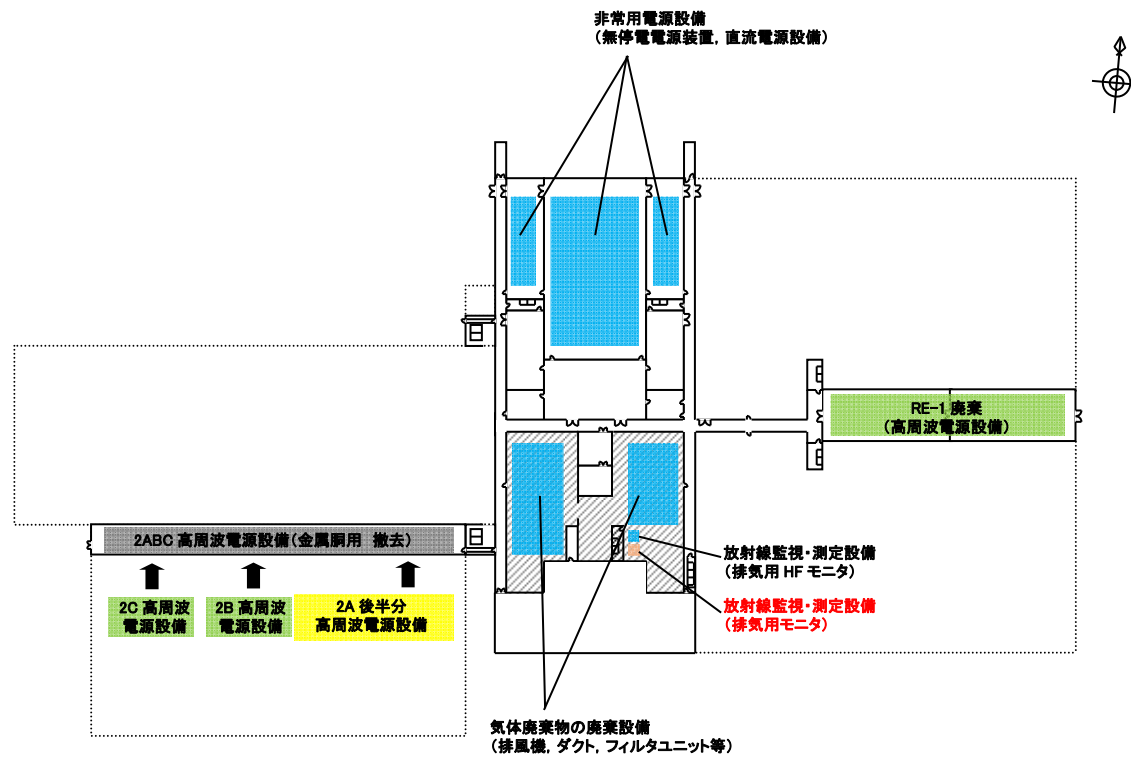 非常用電源設備
(無停電電源装置, 直流電源設備)
RE-1 廃棄
(高周波電源設備)
2ABC 高周波電源設備(金属胴用 撤去)
2C 高周波
電源設備
2B 高周波
電源設備
2A 後半分
高周波電源設備
放射線監視・測定設備
(排気用 HF モニタ)
放射線監視・測定設備
(排気用モニタ)
気体廃棄物の廃棄設備
(排風機, ダクト, フィルタユニット等)